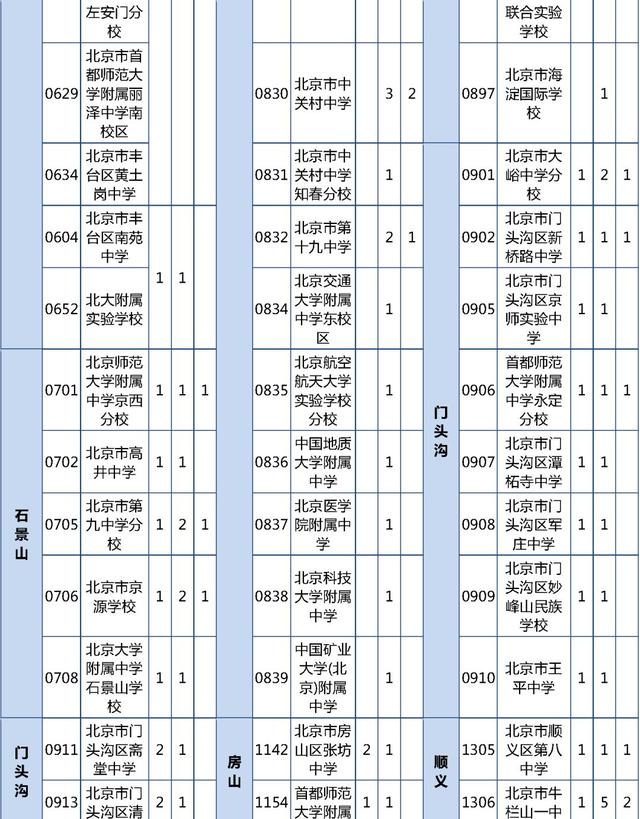 左安门分
校
0629
北京市首
都师范大
学附属丽
泽中学南
校区
0634
北京市丰
台区黄土
岗中学
0604
北京市丰
台区南苑
中学
1 1
0652
北大附属
实验学校
石景山
0701
北京师范
大学附属
中学京西
分校
1 1 1
0702
北京市高
井中学
1 1
0705
北京市第
九中学分
校
1 2 1
0706
北京市京
源学校
1 2 1
0708
北京大学
附属中学
石景山学
校
1 1
门头沟
0911
北京市门
头沟区斋
堂中学
2 1
0913
北京市门
头沟区清
2 1
0830
北京市中
关村中学
3 2
0831
北京市中
关村中学
知春分校
1
0832
北京市第
十九中学
2 1
0834
北京交通
大学附属
中学东校
区
1
0835
北京航空
航天大学
实验学校
分校
1
0836
中国地质
大学附属
中学
1
0837
北京医学
院附属中
学
1
0838
北京科技
大学附属
中学
1
0839
中国矿业
大学(北
京)附属
中学
1
房山
1142
北京市房
山区张坊
中学
2 1
1154
首都师范
大学附属
1 1
联合实验
学校
0897
北京市海
淀国际学
校
1
门头沟
0901
北京市大
峪中学分
校
1 2 1
0902
北京市门
头沟区新
桥路中学
1 1 1
0905
北京市门
头沟区京
师实验中
学
1 1
0906
首都师范
大学附属
中学永定
分校
1 1 1
0907
北京市门
头沟区潭
柘寺中学
1 1
0908
北京市门
头沟区军
庄中学
1 1
0909
北京市门
头沟区妙
峰山民族
学校
1 1
0910
北京市王
平中学
1 1
顺义
1305
北京市顺
义区第八
中学
1 1 1
1306
北京市牛
栏山一中
1 5 2